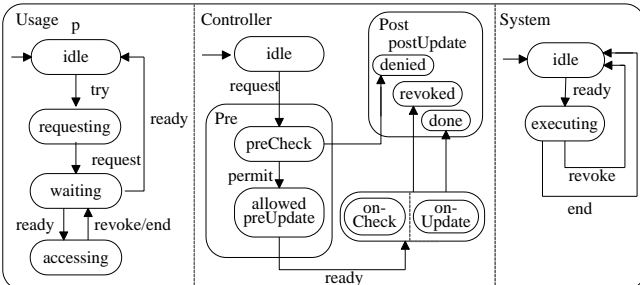 Usage
p
idle
try
requesting
request
waiting
ready
ready
revoke/end
accessing
Controller
idle
request
Pre
preCheck
permit
allowed
preUpdate
ready
Post
postUpdate
denied
revoked
done
on-
Check
on-
Update
System
idle
ready
executing
revoke
end